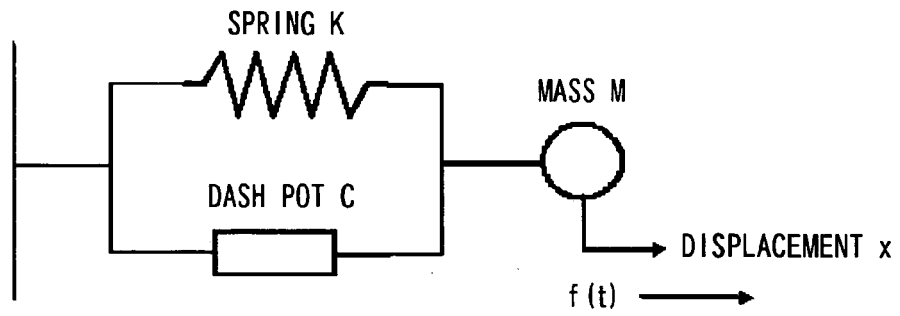 SPRING K
MASS M
DASH POT C
DISPLACEMENT x
f(t)